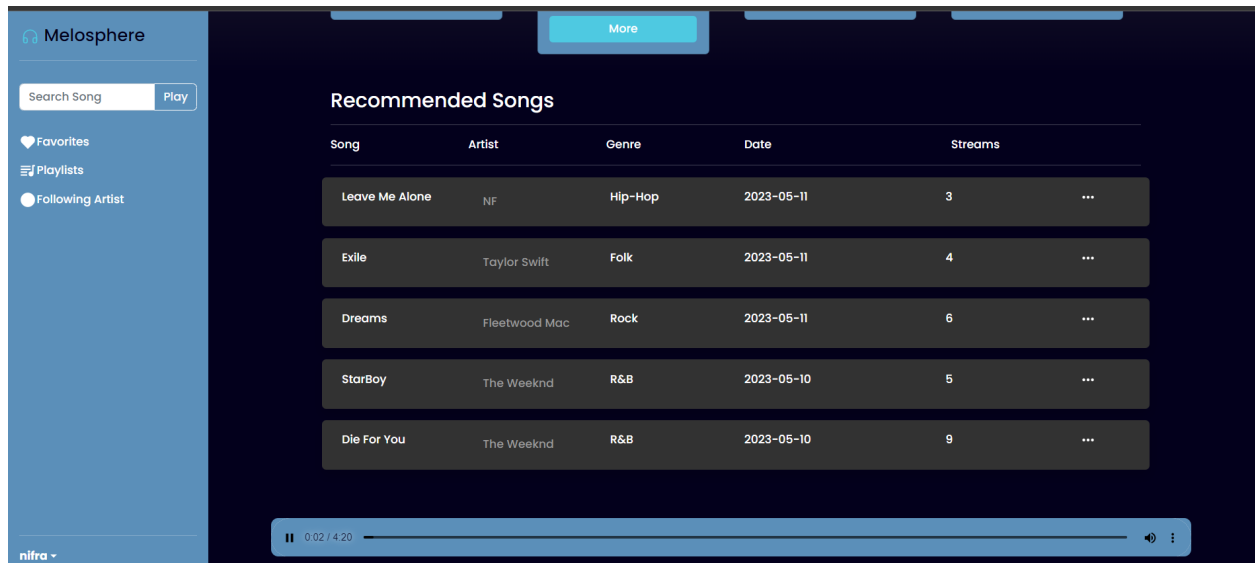 Melosphere
Search Song Play
Favorites
Playlists
Following Artist
nifra
More
Recommended Songs
Song Artist Genre Date Streams
Leave Me Alone NF Hip-Hop 2023-05-11 3 ...
Exile Taylor Swift Folk 2023-05-11 4 ...
Dreams Fleetwood Mac Rock 2023-05-11 6 ...
StarBoy The Weeknd R&B 2023-05-10 5 ...
Die For You The Weeknd R&B 2023-05-10 9 ...
0:02 / 4:20